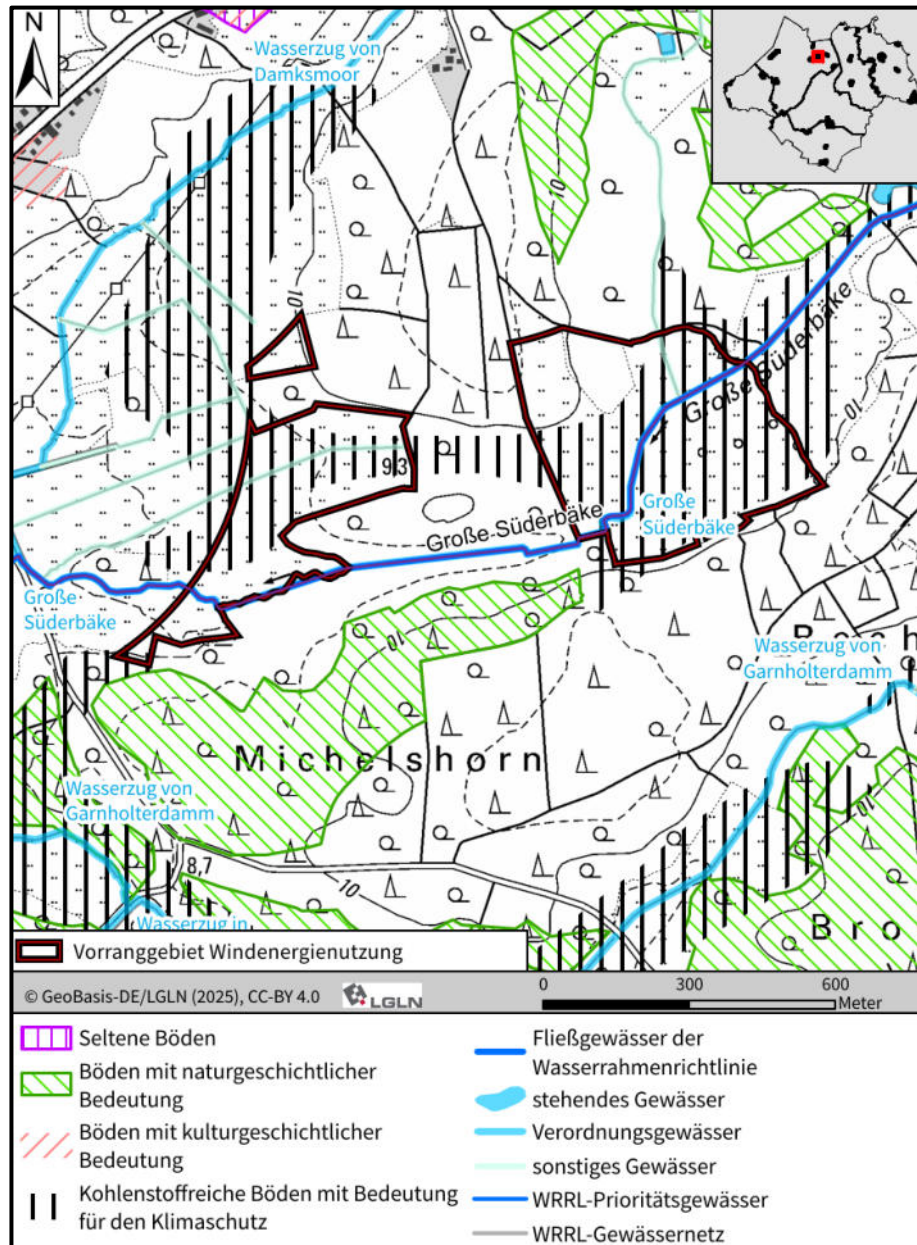 N
Wasserzug von
Damksmoor
10
10
Große Süderbäke
10
9,3
Große Süderbäke
Große
Süderbäke
Große
Süderbäke
10
Wasserzug von
Garnholterdamm
Michelshorn
Wasserzug von
Garnholterdamm
10
8,7
10
Wasserzug in
Bro
Vorranggebiet Windenergienutzung
© GeoBasis-DE/LGLN (2025), CC-BY 4.0
LGLN
0 300 600
Meter
Seltene Böden
Böden mit naturgeschichtlicher
Bedeutung
Böden mit kulturgeschichtlicher
Bedeutung
Kohlenstoffreiche Böden mit Bedeutung
für den Klimaschutz
Fließgewässer der
Wasserrahmenrichtlinie
stehendes Gewässer
Verordnungsgewässer
sonstiges Gewässer
WRRL-Prioritätsgewässer
WRRL-Gewässernetz